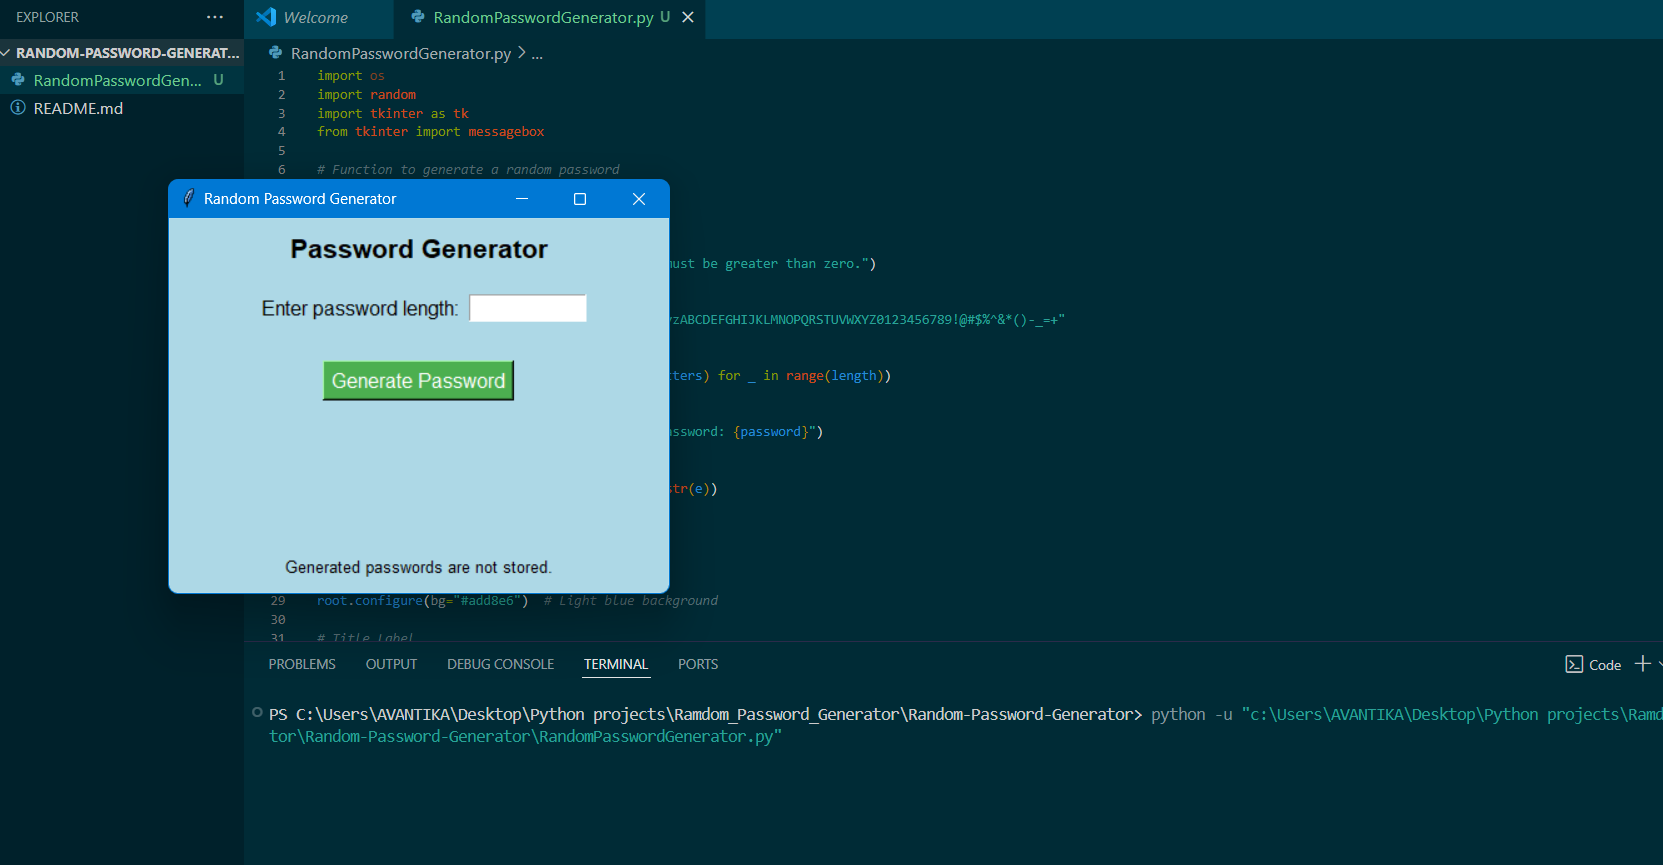 EXPLORER ···
Welcome
RandomPasswordGenerator.py U
RANDOM-PASSWORD-GENERAT...
RandomPasswordGen... U
README.md
RandomPasswordGenerator.py > ...
1 import os
2 import random
3 import tkinter as tk
4 from tkinter import messagebox
5
6 # Function to generate a random password
Random Password Generator
Password Generator
Enter password length:
Generate Password
Generated passwords are not stored.
must be greater than zero.")
zABCDEFGHIJKLMNOPQRSTUVWXYZ0123456789!@#$%^&*()-_=+"
ters) for _ in range(length))
ssword: {password}")
str(e))
29 root.configure(bg="#add8e6") # Light blue background
30
31 # Title Label
PROBLEMS OUTPUT DEBUG CONSOLE TERMINAL PORTS
Code
PS C:\Users\AVANTIKA\Desktop\Python projects\Ramdom_Password_Generator\Random-Password-Generator> python -u "c:\Users\AVANTIKA\Desktop\Python projects\Ramd
tor\Random-Password-Generator\RandomPasswordGenerator.py"